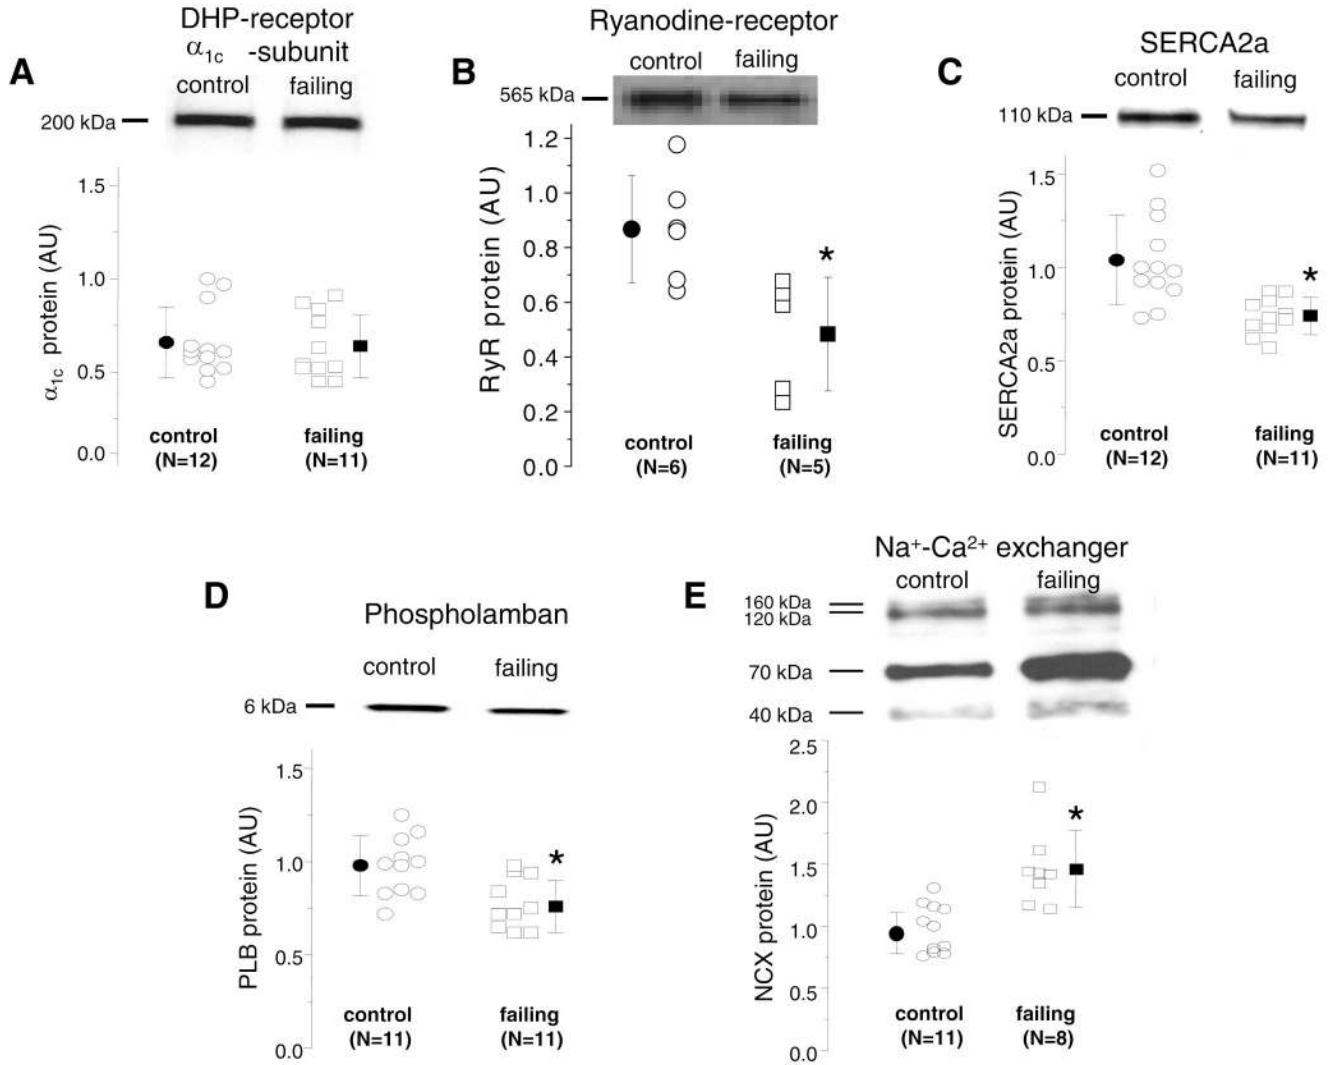 A
DHP-receptor
α1c -subunit
control failing
200 kDa
α1c protein (AU)
1.5
1.0
0.5
0.0
control failing
(N=12) (N=11)
B
Ryanodine-receptor
control failing
565 kDa
RyR protein (AU)
1.2
1.0
0.8
0.6
0.4
0.2
0.0
*
control failing
(N=6) (N=5)
C
SERCA2a
control failing
110 kDa
SERCA2a protein (AU)
1.5
1.0
0.5
0.0
*
control failing
(N=12) (N=11)
D
Phospholamban
control failing
6 kDa
PLB protein (AU)
1.5
1.0
0.5
0.0
*
control failing
(N=11) (N=11)
E
Na+-Ca2+ exchanger
control failing
160 kDa
120 kDa
70 kDa
40 kDa
NCX protein (AU)
2.5
2.0
1.5
1.0
0.5
0.0
*
control failing
(N=11) (N=8)